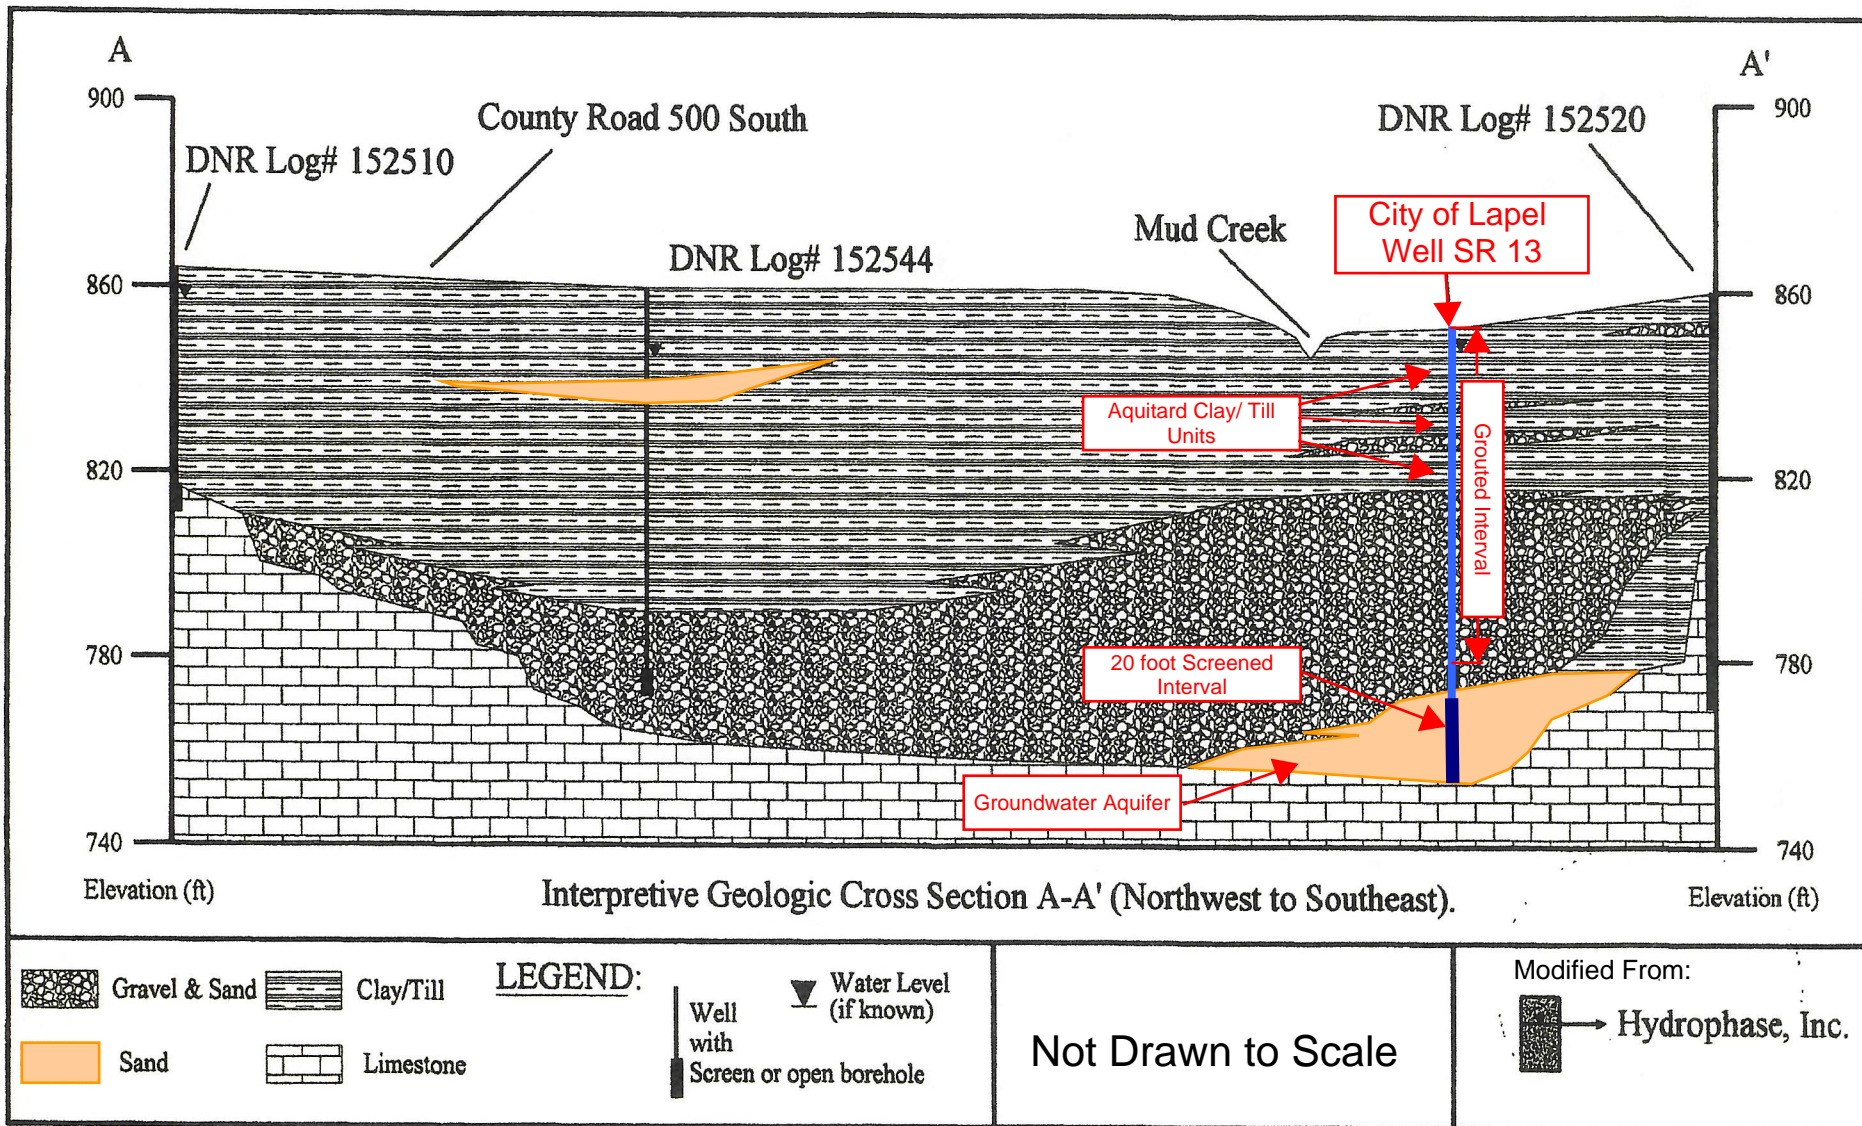 A
A'
900
900
County Road 500 South
DNR Log# 152520
DNR Log# 152510
City of Lapel
Well SR 13
Mud Creek
DNR Log# 152544
860
860
Aquitard Clay/ Till
Units
Grouted Interval
820
820
780
780
20 foot Screened
Interval
Groundwater Aquifer
740
740
Elevation (ft)
Interpretive Geologic Cross Section A-A' (Northwest to Southeast).
Elevation (ft)
LEGEND:
Gravel & Sand
Clay/Till
Sand
Limestone
Well
with
Screen or open borehole
Water Level
(if known)
Not Drawn to Scale
Modified From:
Hydrophase, Inc.